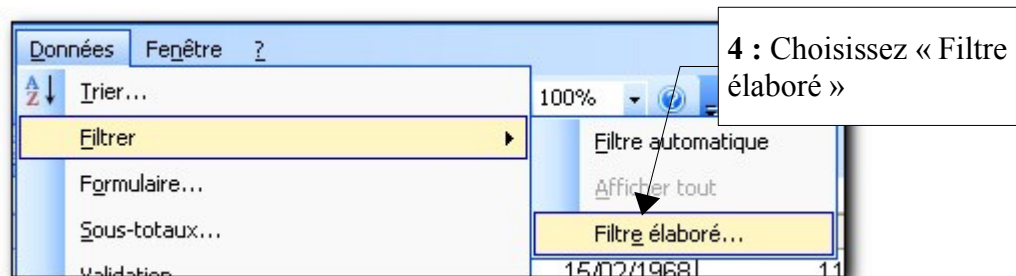 Données Fenêtre ?
4 : Choisissez « Filtre
élaboré »
Trier...
100%
Filtrer
Filtre automatique
Formulaire...
Afficher tout
Sous-totaux...
Filtre élaboré...
Validation
15/02/1968
11